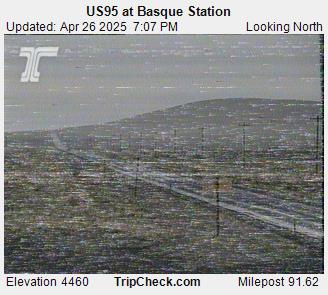 US95 at Basque Station
Updated: Apr 26 2025 7:07 PM Looking North
Elevation 4460 TripCheck.com Milepost 91.62